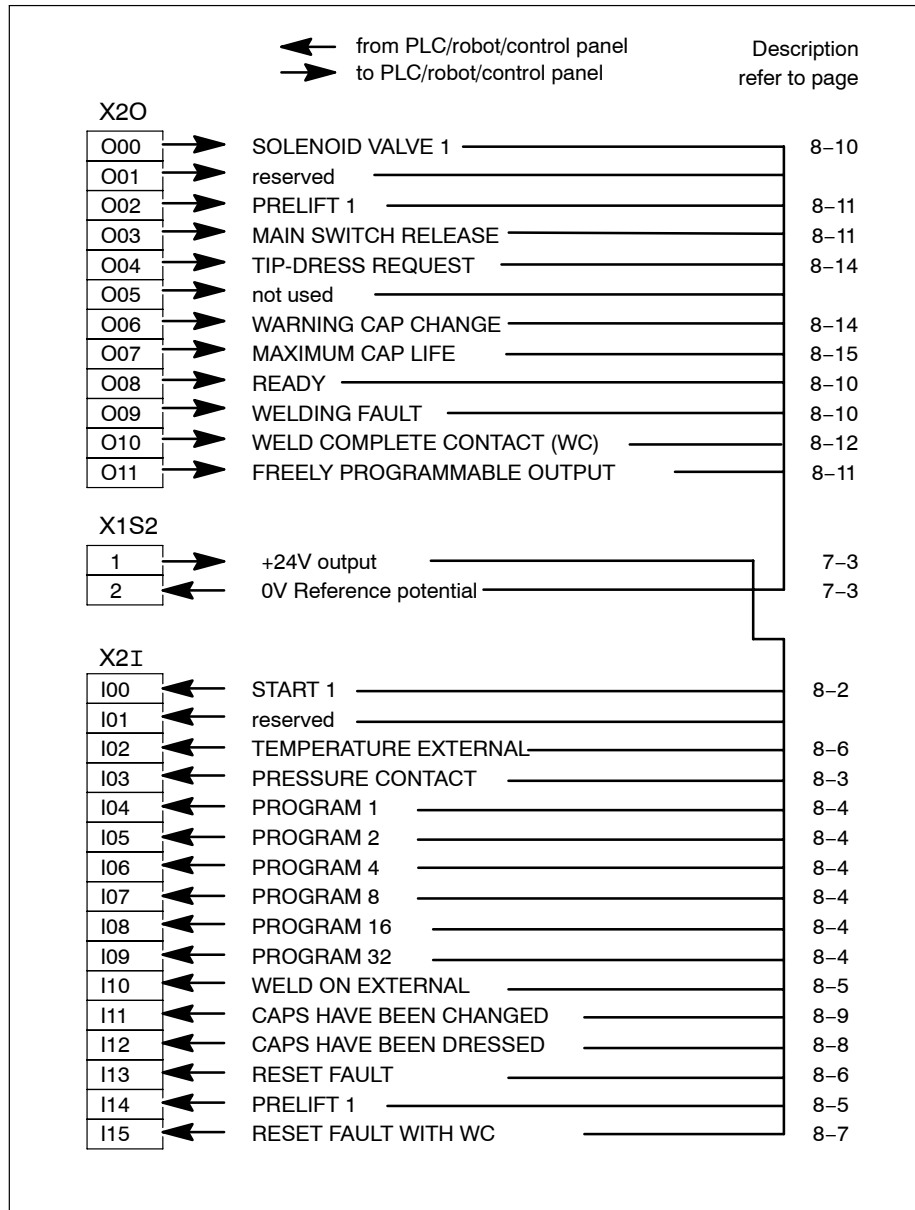 from PLC/robot/control panel Description
to PLC/robot/control panel refer to page
X2O
O00 SOLENOID VALVE 1 8–10
O01 reserved
O02 PRELIFT 1 8–11
O03 MAIN SWITCH RELEASE 8–11
O04 TIP-DRESS REQUEST 8–14
O05 not used
O06 WARNING CAP CHANGE 8–14
O07 MAXIMUM CAP LIFE 8–15
O08 READY 8–10
O09 WELDING FAULT 8–10
O10 WELD COMPLETE CONTACT (WC) 8–12
O11 FREELY PROGRAMMABLE OUTPUT 8–11
X1S2
1 +24V output 7–3
2 0V Reference potential 7–3
X2I
I00 START 1 8–2
I01 reserved
I02 TEMPERATURE EXTERNAL 8–6
I03 PRESSURE CONTACT 8–3
I04 PROGRAM 1 8–4
I05 PROGRAM 2 8–4
I06 PROGRAM 4 8–4
I07 PROGRAM 8 8–4
I08 PROGRAM 16 8–4
I09 PROGRAM 32 8–4
I10 WELD ON EXTERNAL 8–5
I11 CAPS HAVE BEEN CHANGED 8–9
I12 CAPS HAVE BEEN DRESSED 8–8
I13 RESET FAULT 8–6
I14 PRELIFT 1 8–5
I15 RESET FAULT WITH WC 8–7